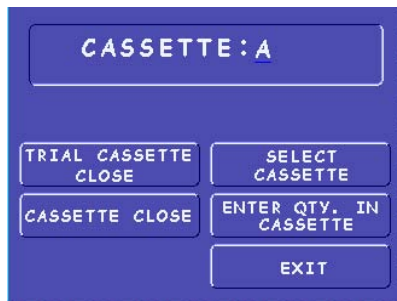 CASSETTE:A
TRIAL CASSETTE
CLOSE
SELECT
CASSETTE
CASSETTE CLOSE
ENTER QTY. IN
CASSETTE
EXIT